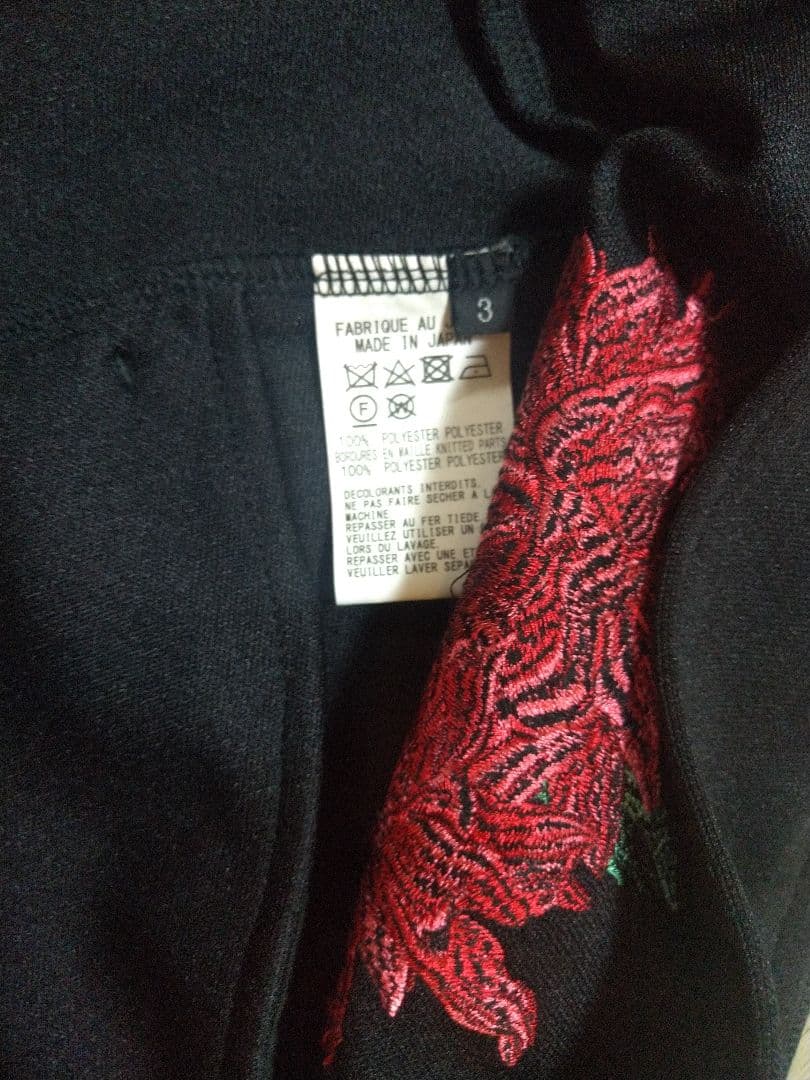 3
FABRIQUE AU
MADE IN JAPAN
F
W
100% POLYESTER POLYESTER
BORDURES EN MAILLE KNITTED PARTS
100% POLYESTER POLYESTER
DECOLORANTS INTERDITS.
NE PAS FAIRE SECHER A
MACHINE
REPASSER AU FER TIEDE
VEUILLEZ UTILISER UN
LORS DU LAVAGE
REPASSER AVEC UNE
VEUILLER LAVER